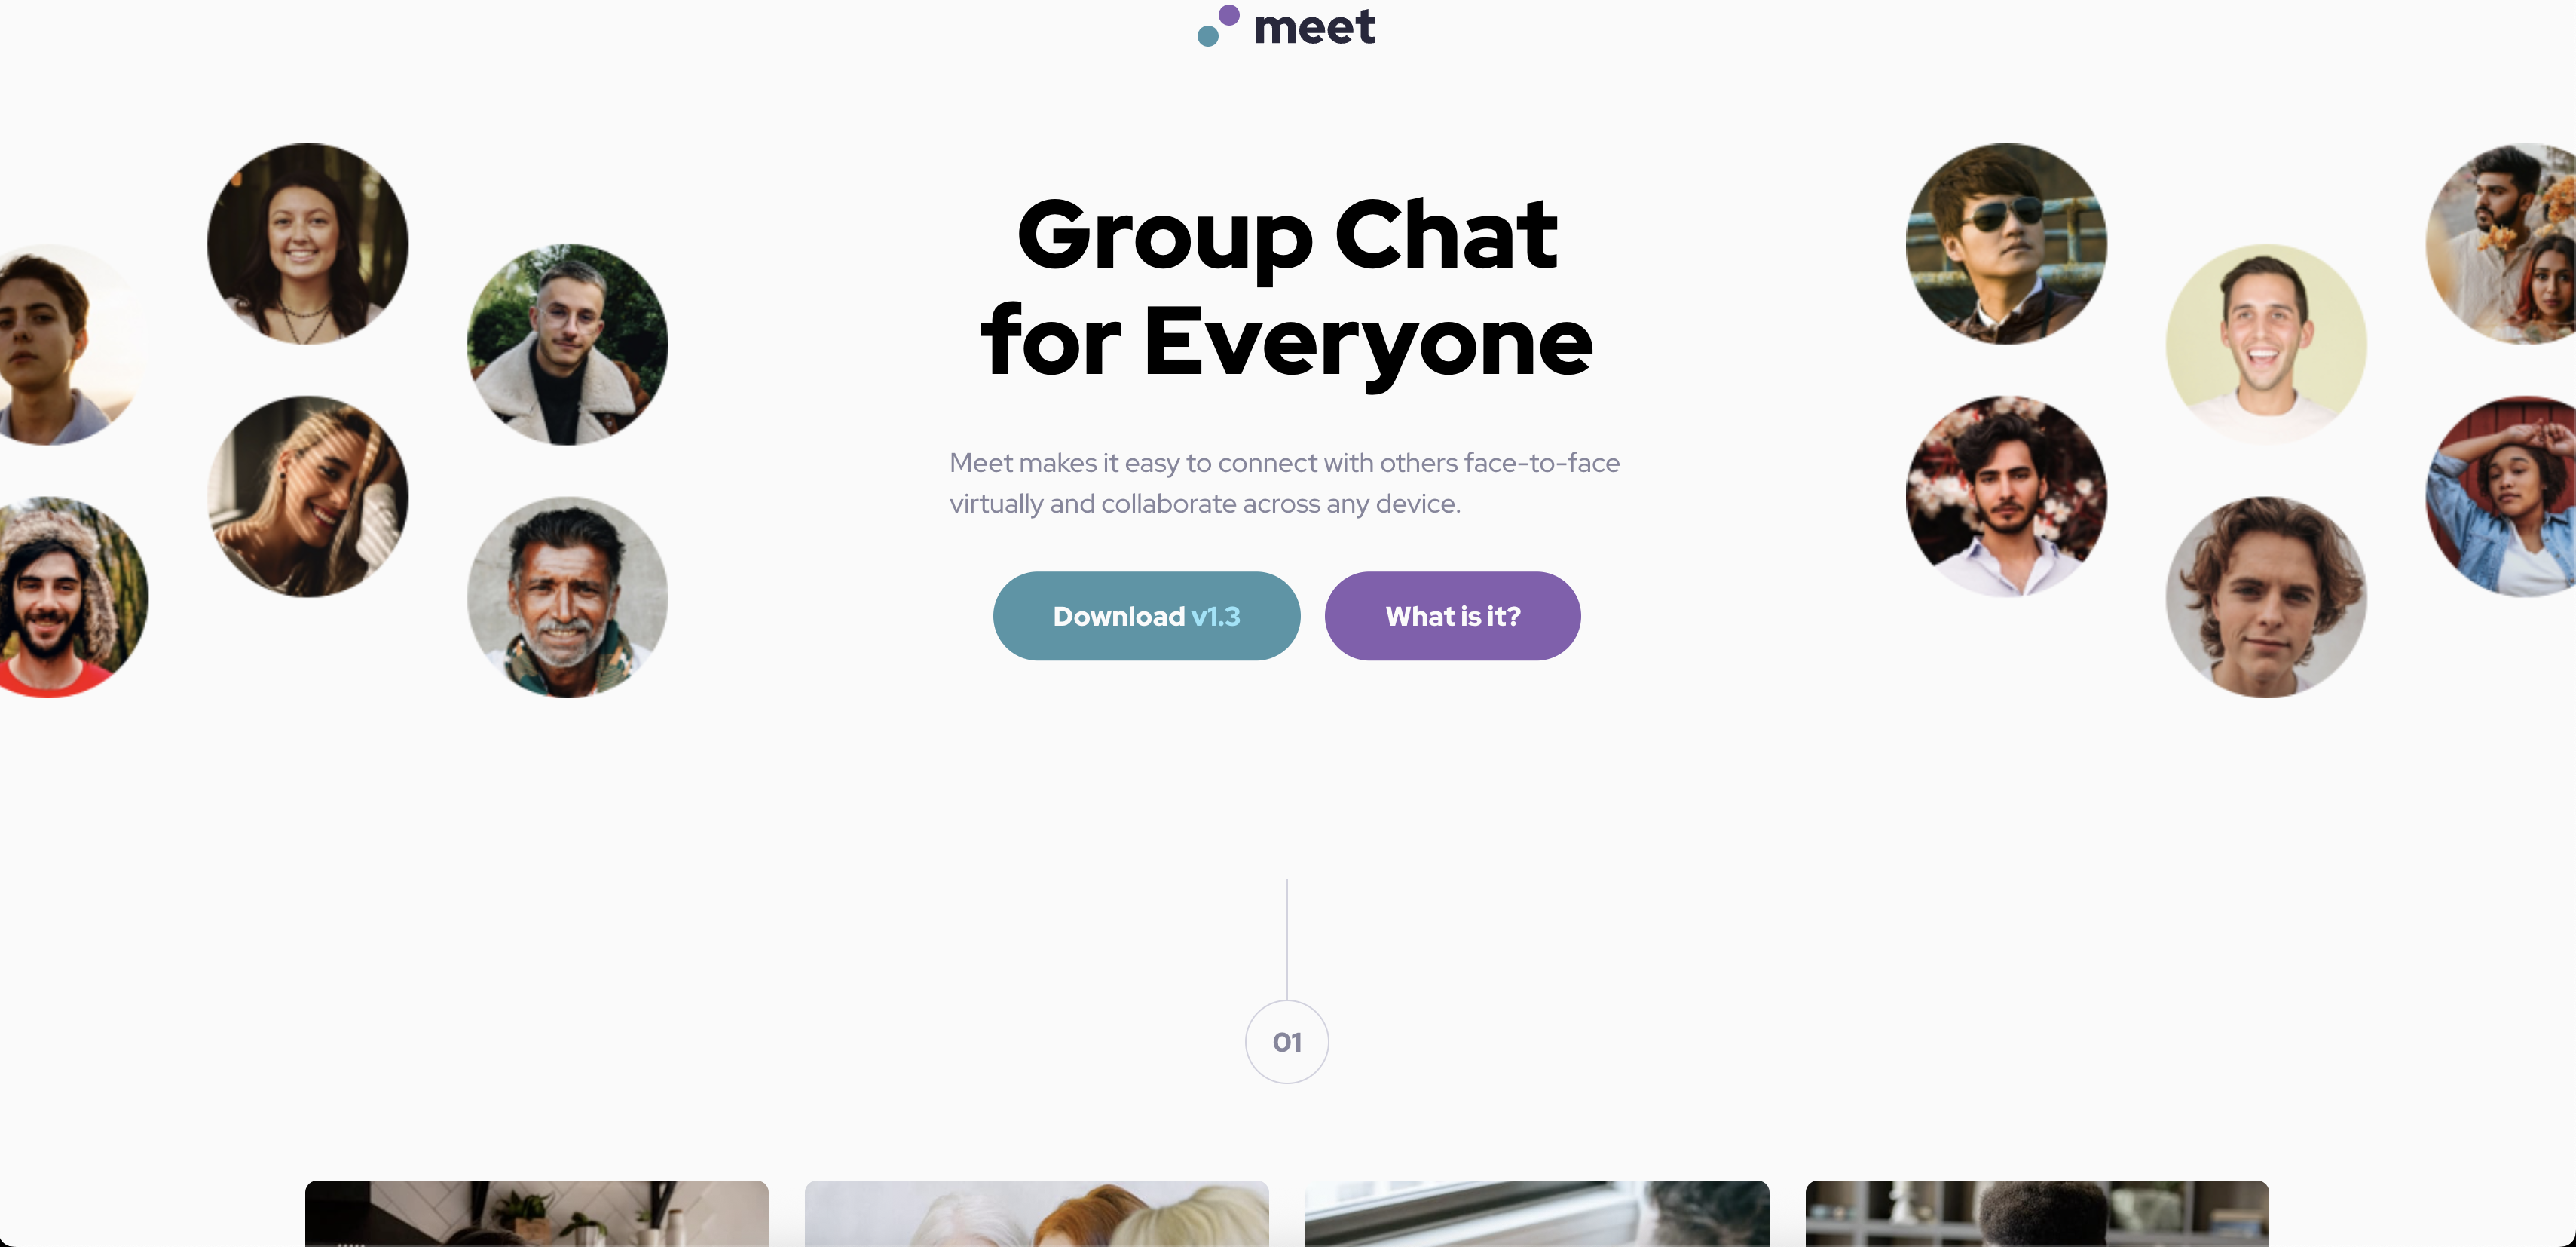 meet
Group Chat
for Everyone
Meet makes it easy to connect with others face-to-face
virtually and collaborate across any device.
Download v1.3
What is it?
01